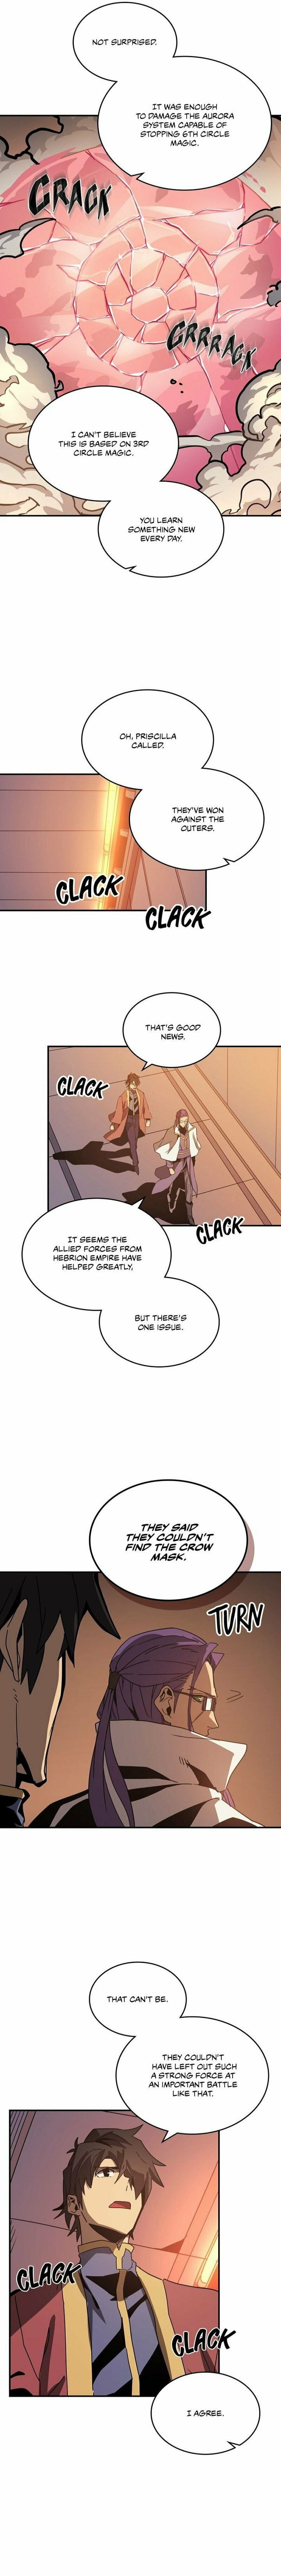 NOT SURPRISED.
IT WAS ENOUGH
TO DAMAGE THE AURORA
SYSTEM CAPABLE OF
STOPPING 6TH CIRCLE
MAGIC.
CRACK
GRRRACK
I CAN'T BELIEVE
THIS IS BASED ON 3RD
CIRCLE MAGIC.
YOU LEARN
SOMETHING NEW
EVERY DAY.
OH, PRISCILLA
CALLED.
THEY'VE WON
AGAINST THE
OUTERS.
CLACK
CLACK
THAT'S GOOD
NEWS.
CLACK
CLACK
IT SEEMS THE
ALLIED FORCES FROM
HEBRION EMPIRE HAVE
HELPED GREATLY,
BUT THERE'S
ONE ISSUE.
THEY SAID
THEY COULDN'T
FIND THE CROW
MASK.
TURN
THAT CAN'T BE.
THEY COULDN'T
HAVE LEFT OUT SUCH
A STRONG FORCE AT
AN IMPORTANT BATTLE
LIKE THAT.
CLACK
CLACK
I AGREE.